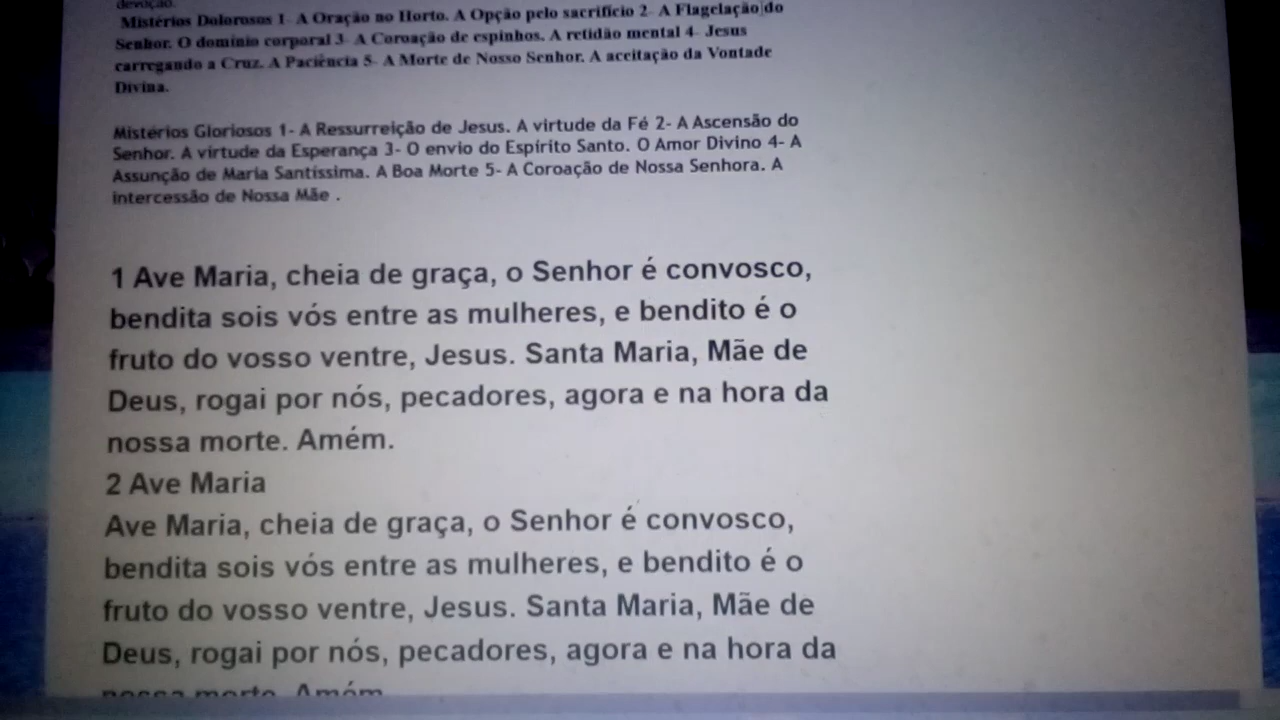 devoção.
Mistérios Dolorosos 1- A Oração no Horto. A Opção pelo sacrifício 2- A Flagelação do
Senhor. O domínio corporal 3- A Coroação de espinhos. A retidão mental 4- Jesus
carregando a Cruz. A Paciência 5- A Morte de Nosso Senhor. A aceitação da Vontade
Divina.
Mistérios Gloriosos 1- A Ressurreição de Jesus. A virtude da Fé 2- A Ascensão do
Senhor. A virtude da Esperança 3- O envio do Espírito Santo. O Amor Divino 4- A
Assunção de Maria Santíssima. A Boa Morte 5- A Coroação de Nossa Senhora. A
intercessão de Nossa Mãe .
1 Ave Maria, cheia de graça, o Senhor é convosco,
bendita sois vós entre as mulheres, e bendito é o
fruto do vosso ventre, Jesus. Santa Maria, Mãe de
Deus, rogai por nós, pecadores, agora e na hora da
nossa morte. Amém.
2 Ave Maria
Ave Maria, cheia de graça, o Senhor é convosco,
bendita sois vós entre as mulheres, e bendito é o
fruto do vosso ventre, Jesus. Santa Maria, Mãe de
Deus, rogai por nós, pecadores, agora e na hora da
nossa morte. Amém